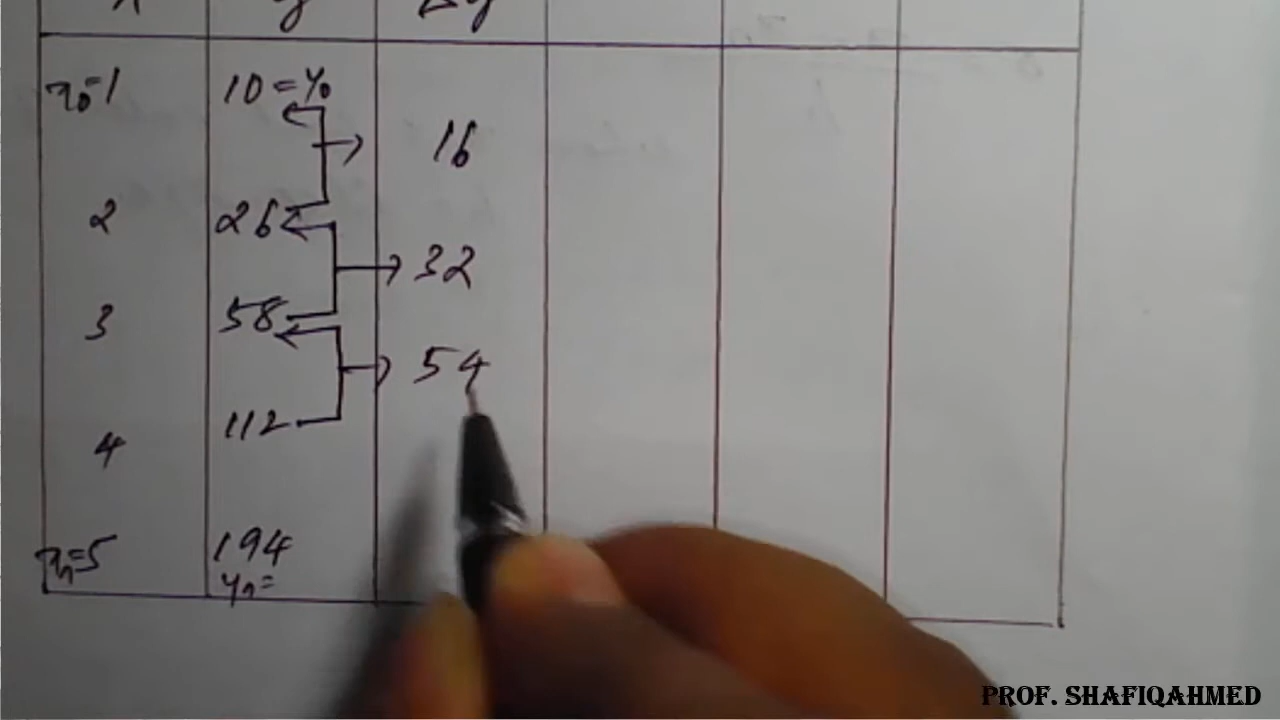 x y Δy
x₀=1 10 = y₀
16
2 26
32
3 58
54
4 112
xₙ=5 194
yₙ=
PROF. SHAFIQAHMED